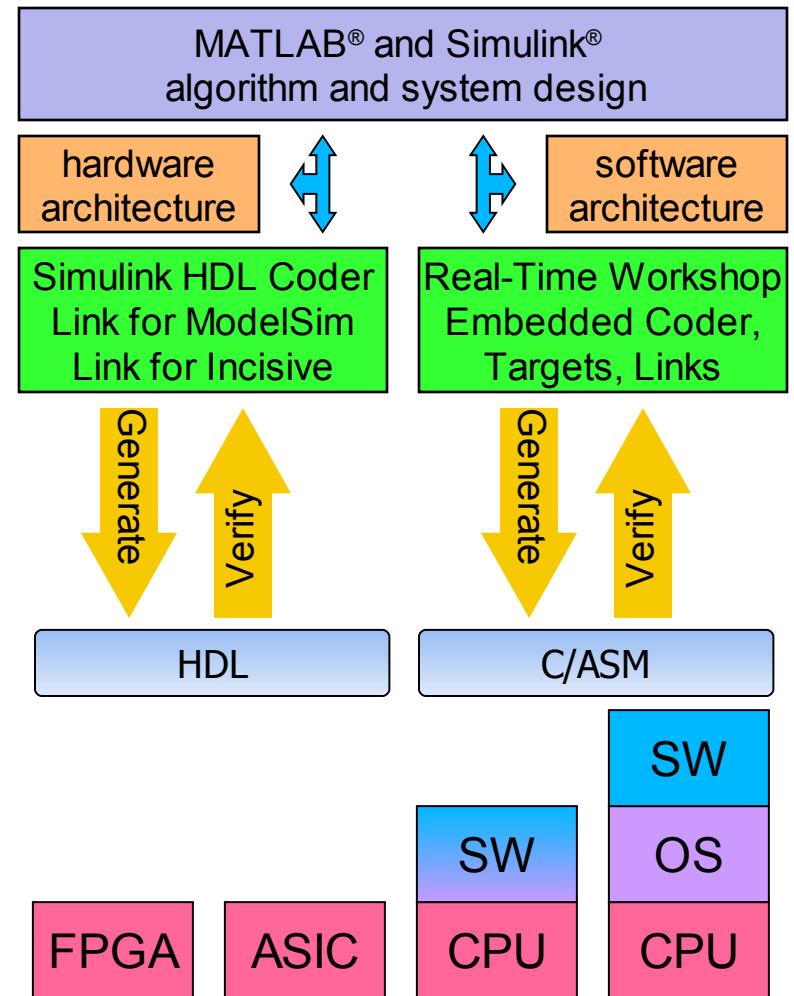 MATLAB® and Simulink®
algorithm and system design
hardware
architecture
software
architecture
Simulink HDL Coder
Link for ModelSim
Link for Incisive
Real-Time Workshop
Embedded Coder,
Targets, Links
Generate
Verify
Generate
Verify
HDL
C/ASM
SW
SW
OS
FPGA
ASIC
CPU
CPU